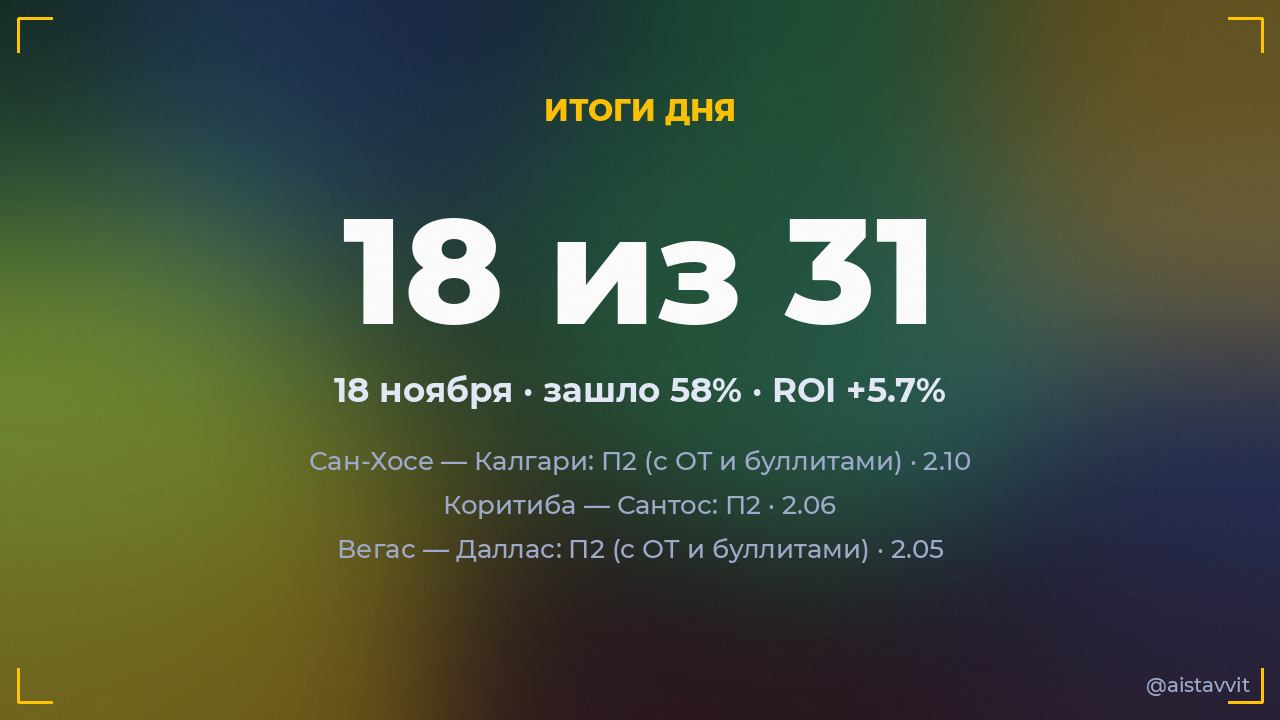 ИТОГИ ДНЯ
18 из 31
18 ноября · зашло 58% · ROI +5.7%
Сан-Хосе — Калгари: П2 (с ОТ и буллитами) · 2.10
Коритиба — Сантос: П2 · 2.06
Вегас — Даллас: П2 (с ОТ и буллитами) · 2.05
@aistavvit